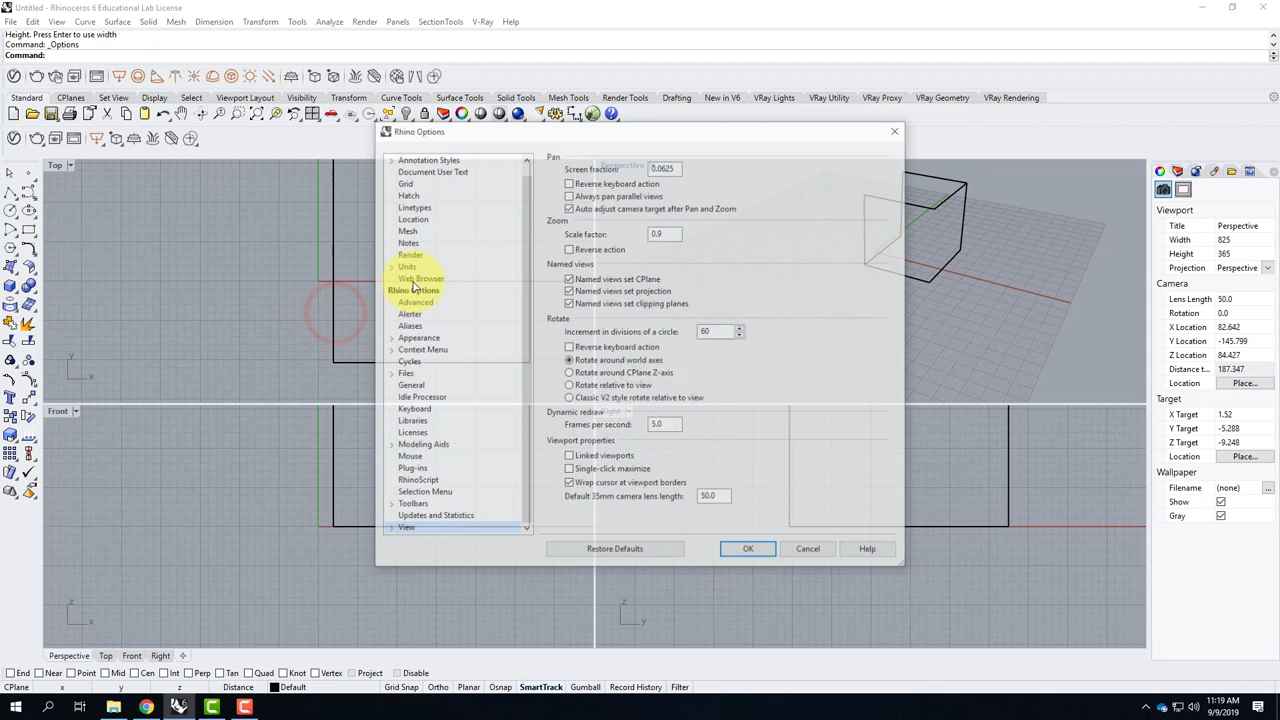 Untitled - Rhinoceros 6 Educational Lab License
File Edit View Curve Surface Solid Mesh Dimension Transform Tools Analyze Render Panels SectionTools V-Ray Help
Height. Press Enter to use width
Command: _Options
Command:
Standard CPlanes Set View Display Select Viewport Layout Visibility Transform Curve Tools Surface Tools Solid Tools Mesh Tools Render Tools Drafting New in V6 VRay Lights VRay Utility VRay Proxy VRay Geometry VRay Rendering
Rhino Options
Top
Perspective
Front
Right
Annotation Styles
Document User Text
Grid
Hatch
Linetypes
Location
Mesh
Notes
Render
Units
Web Browser
Rhino Options
Advanced
Alerter
Aliases
Appearance
Context Menu
Cycles
Files
General
Idle Processor
Keyboard
Libraries
Licenses
Modeling Aids
Mouse
Plug-ins
RhinoScript
Selection Menu
Toolbars
Updates and Statistics
View
Pan
Screen fraction: 0.0625
Reverse keyboard action
Always pan parallel views
Auto adjust camera target after Pan and Zoom
Zoom
Scale factor: 0.9
Reverse action
Named views
Named views set CPlane
Named views set projection
Named views set clipping planes
Rotate
Increment in divisions of a circle: 60
Reverse keyboard action
Rotate around world axes
Rotate around CPlane Z-axis
Rotate relative to view
Classic V2 style rotate relative to view
Dynamic redraw
Frames per second: 5.0
Viewport properties
Linked viewports
Single-click maximize
Wrap cursor at viewport borders
Default 35mm camera lens length: 50.0
Restore Defaults OK Cancel Help
Viewport
Title Perspective
Width 825
Height 365
Projection Perspective
Camera
Lens Length 50.0
Rotation 0.0
X Location 82.642
Y Location -145.799
Z Location 84.427
Distance t... 187.347
Location Place...
Target
X Target 1.52
Y Target -5.288
Z Target -9.248
Location Place...
Wallpaper
Filename (none) ...
Show
Gray
y
x
z
x
z
y
Perspective Top Front Right
End Near Point Mid Cen Int Perp Tan Quad Knot Vertex Project Disable
CPlane x y z Distance Default Grid Snap Ortho Planar Osnap SmartTrack Gumball Record History Filter
11:19 AM
9/9/2019